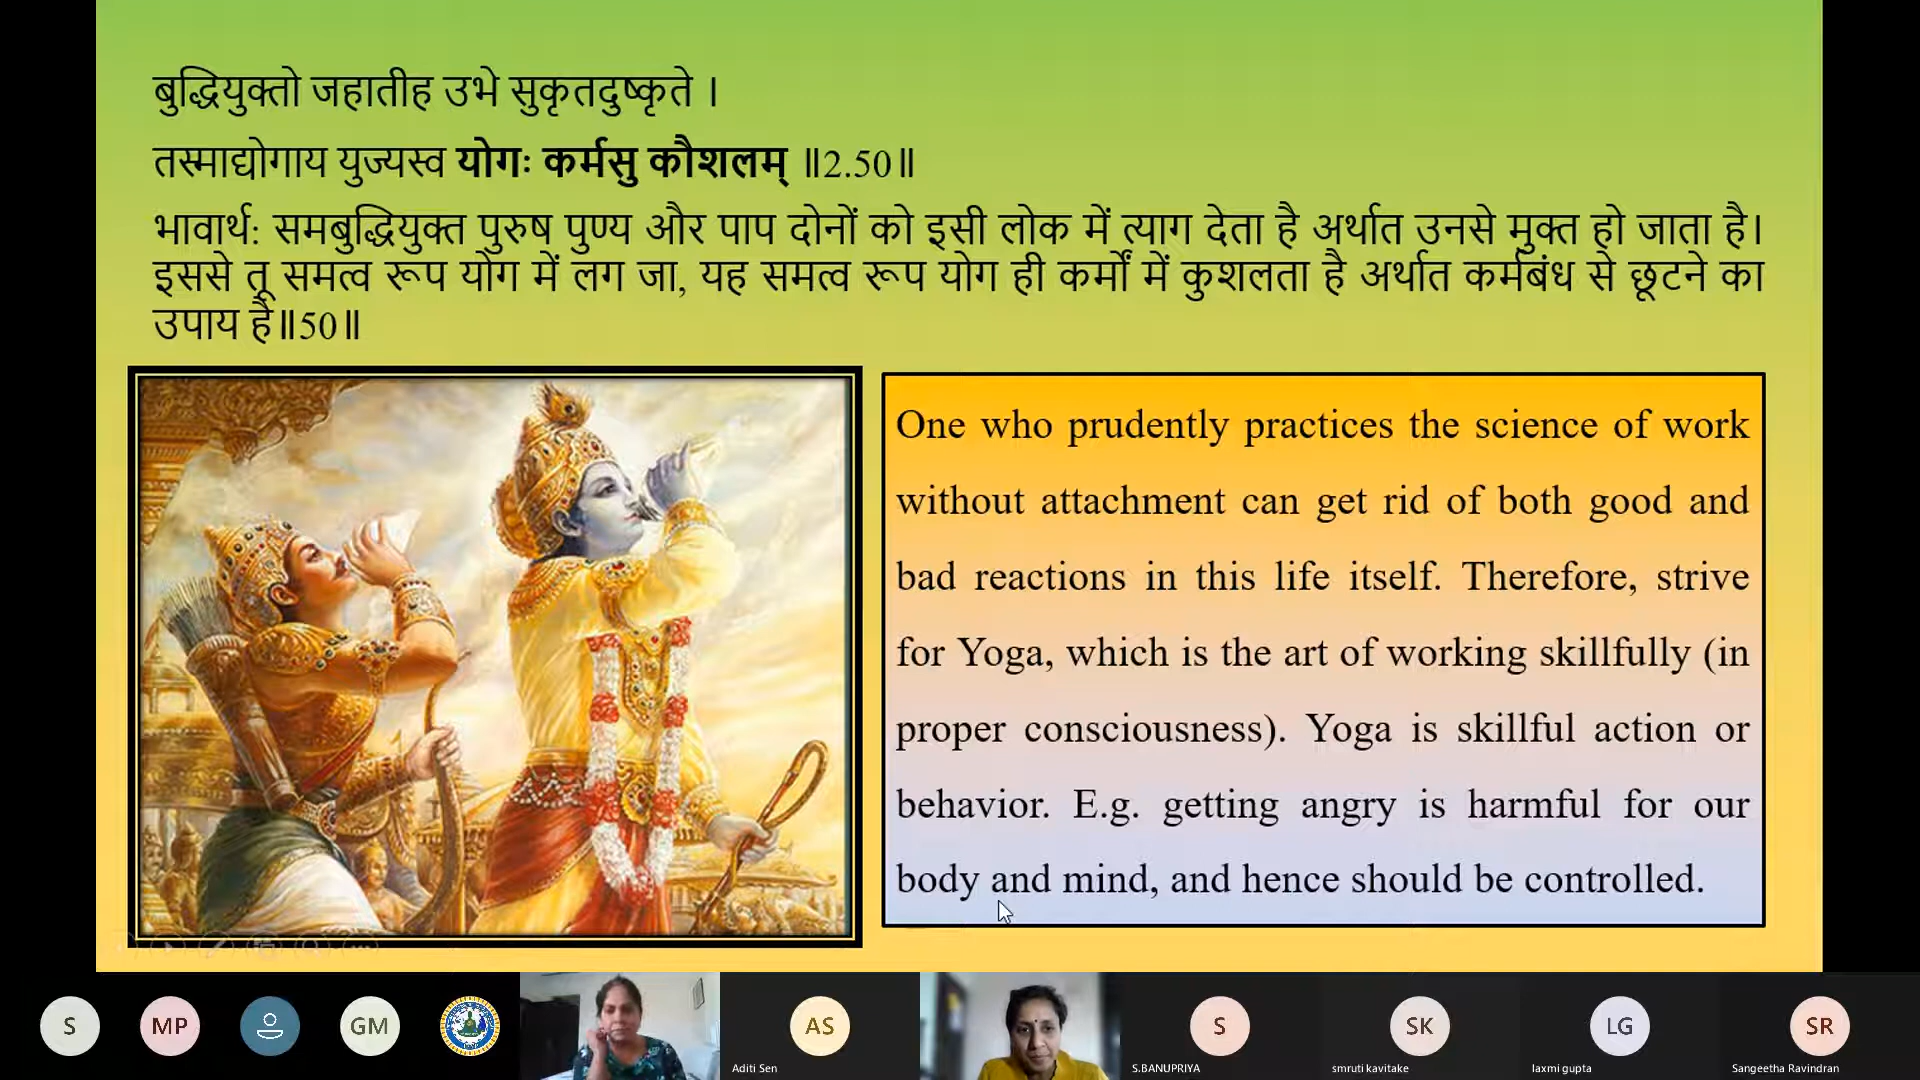 बुद्धियुक्तो जहातीह उभे सुकृतदुष्कृते ।
तस्माद्योगाय युज्यस्व योगः कर्मसु कौशलम् ॥2.50॥
भावार्थ: समबुद्धियुक्त पुरुष पुण्य और पाप दोनों को इसी लोक में त्याग देता है अर्थात उनसे मुक्त हो जाता है।
इससे तू समत्व रूप योग में लग जा, यह समत्व रूप योग ही कर्मों में कुशलता है अर्थात कर्मबंध से छूटने का
उपाय है॥50॥
One who prudently practices the science of work
without attachment can get rid of both good and
bad reactions in this life itself. Therefore, strive
for Yoga, which is the art of working skillfully (in
proper consciousness). Yoga is skillful action or
behavior. E.g. getting angry is harmful for our
body and mind, and hence should be controlled.
S
MP
GM
AS
S
SK
LG
SR
Aditi Sen
S.BANUPRIYA
smruti kavitake
laxmi gupta
Sangeetha Ravindran